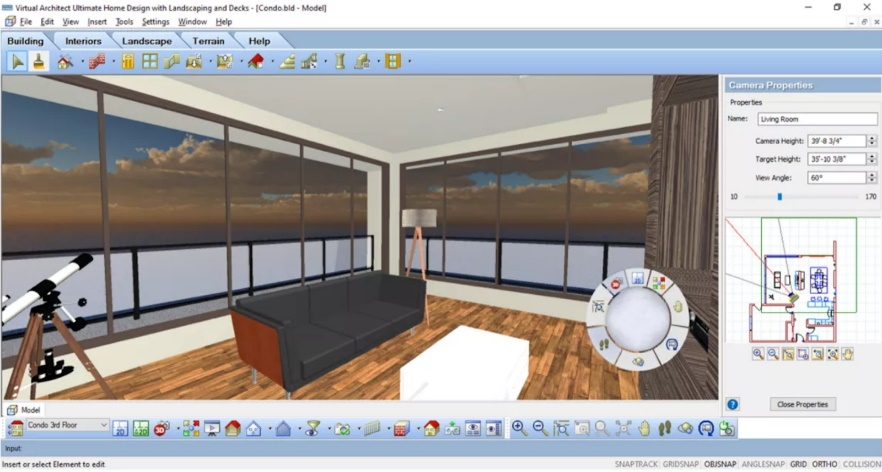 Virtual Architect Ultimate Home Design with Landscaping and Decks - [Condo.bld - Model]
File Edit View Insert Tools Settings Window Help
Building Interiors Landscape Terrain Help
Camera Properties
Properties
Name: Living Room
Camera Height: 39'-8 3/4"
Target Height: 35'-10 3/8"
View Angle: 60°
10 170
3D
Close Properties
Model
Condo 3rd Floor
2D 2D 3D
Input:
Insert or select Element to edit
SNAPTRACK GRIDSNAP OBJSNAP ANGLESNAP GRID ORTHO COLLISION